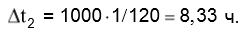 Δt₂ = 1000·1/120 = 8,33 ч.